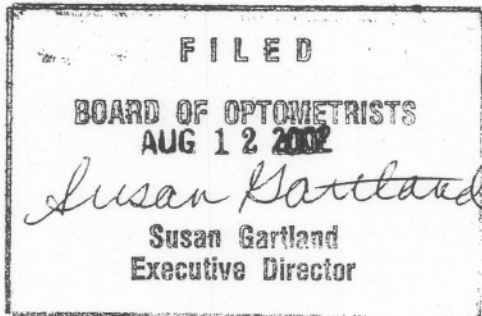 FILED
BOARD OF OPTOMETRISTS
AUG 12 2002
Susan Gartland
Susan Gartland
Executive Director